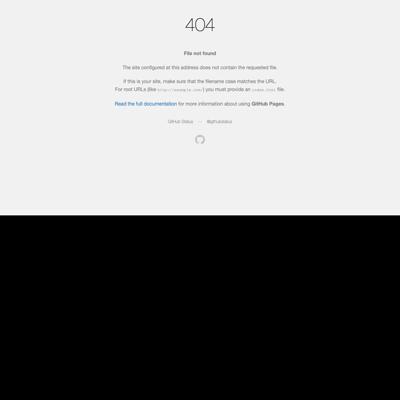 404
File not found
The site configured at this address does not contain the requested file.
If this is your site, make sure that the filename case matches the URL.
For root URLs (like http://example.com/) you must provide an index.html file.
Read the full documentation for more information about using GitHub Pages.
GitHub Status — @githubstatus